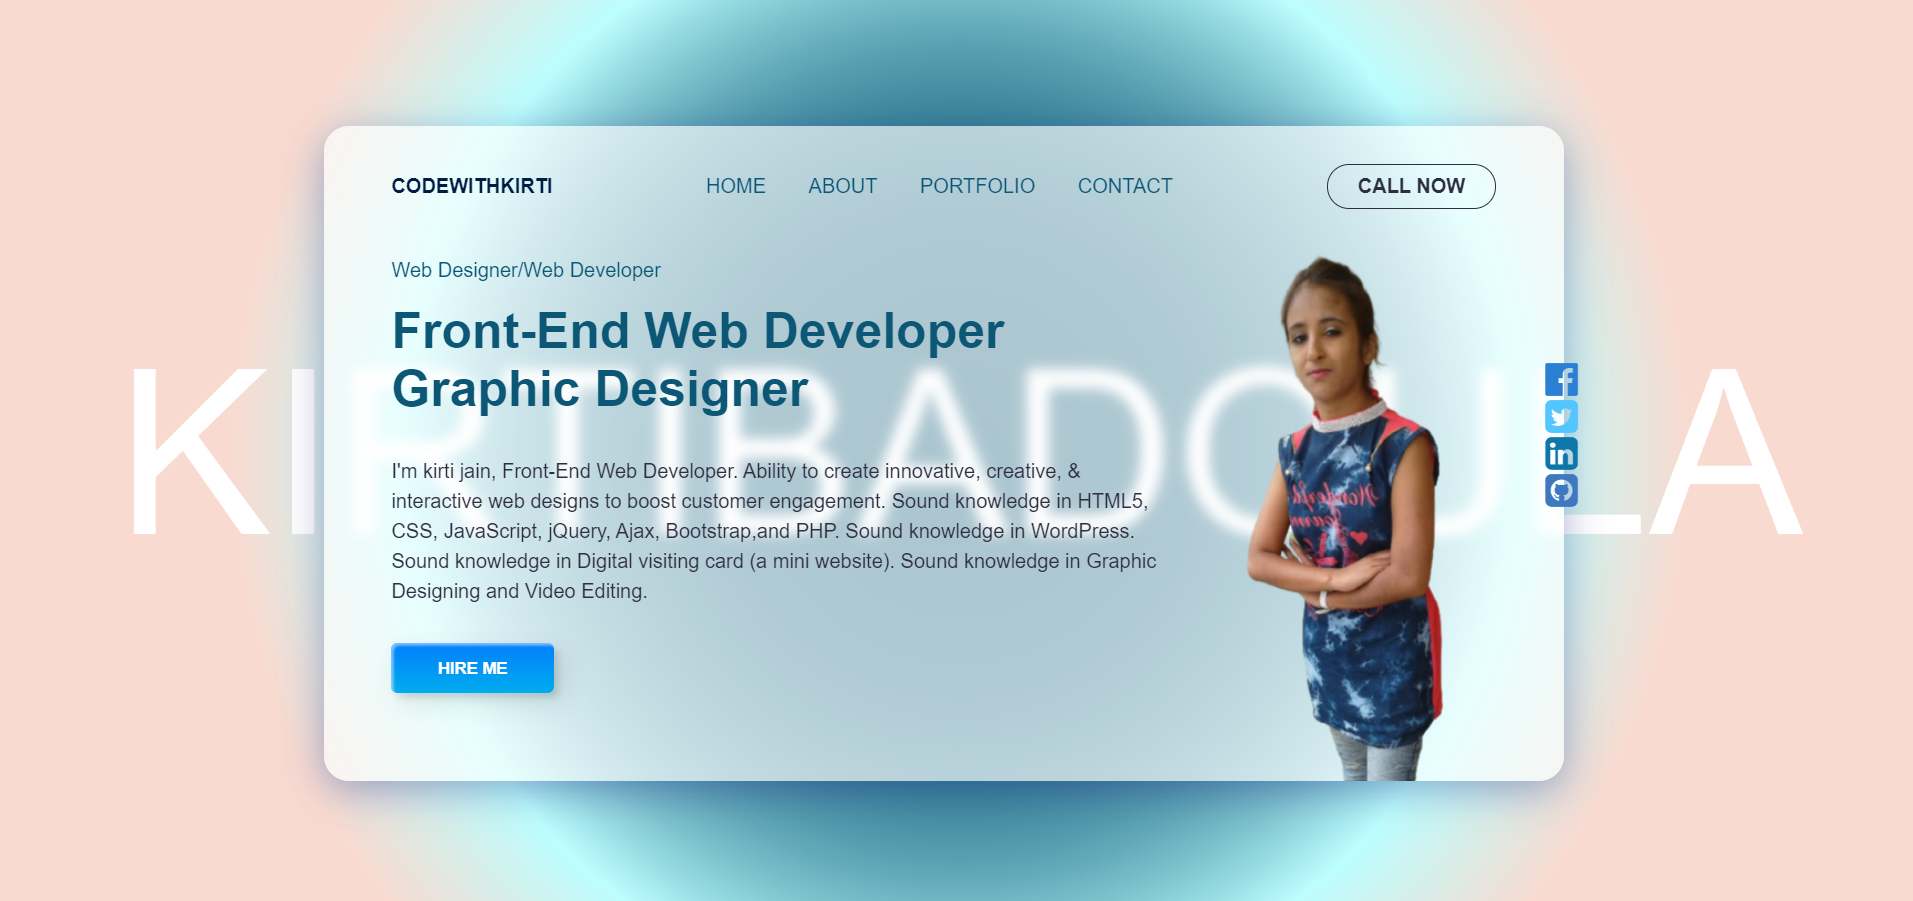 CODEWITHKIRTI
HOME ABOUT PORTFOLIO CONTACT
CALL NOW
Web Designer/Web Developer
Front-End Web Developer
Graphic Designer
KIRTIBADOULA
I'm kirti jain, Front-End Web Developer. Ability to create innovative, creative, &
interactive web designs to boost customer engagement. Sound knowledge in HTML5,
CSS, JavaScript, jQuery, Ajax, Bootstrap,and PHP. Sound knowledge in WordPress.
Sound knowledge in Digital visiting card (a mini website). Sound knowledge in Graphic
Designing and Video Editing.
HIRE ME